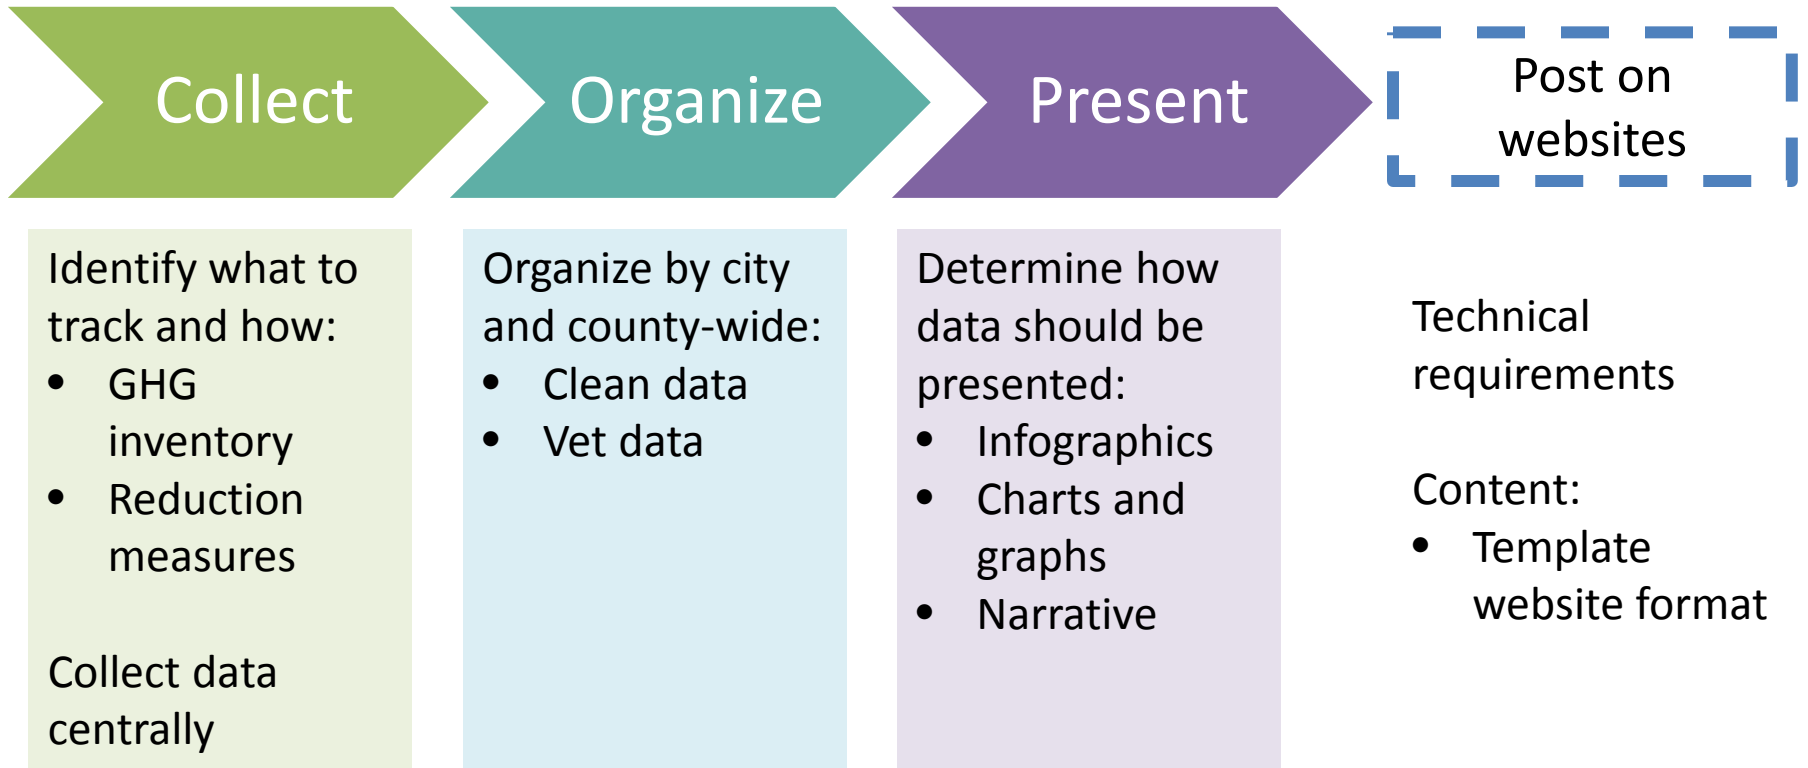 Collect
Organize
Present
Post on
websites
Identify what to
track and how:
• GHG
inventory
• Reduction
measures
Collect data
centrally
Organize by city
and county-wide:
• Clean data
• Vet data
Determine how
data should be
presented:
• Infographics
• Charts and
graphs
• Narrative
Technical
requirements
Content:
• Template
website format